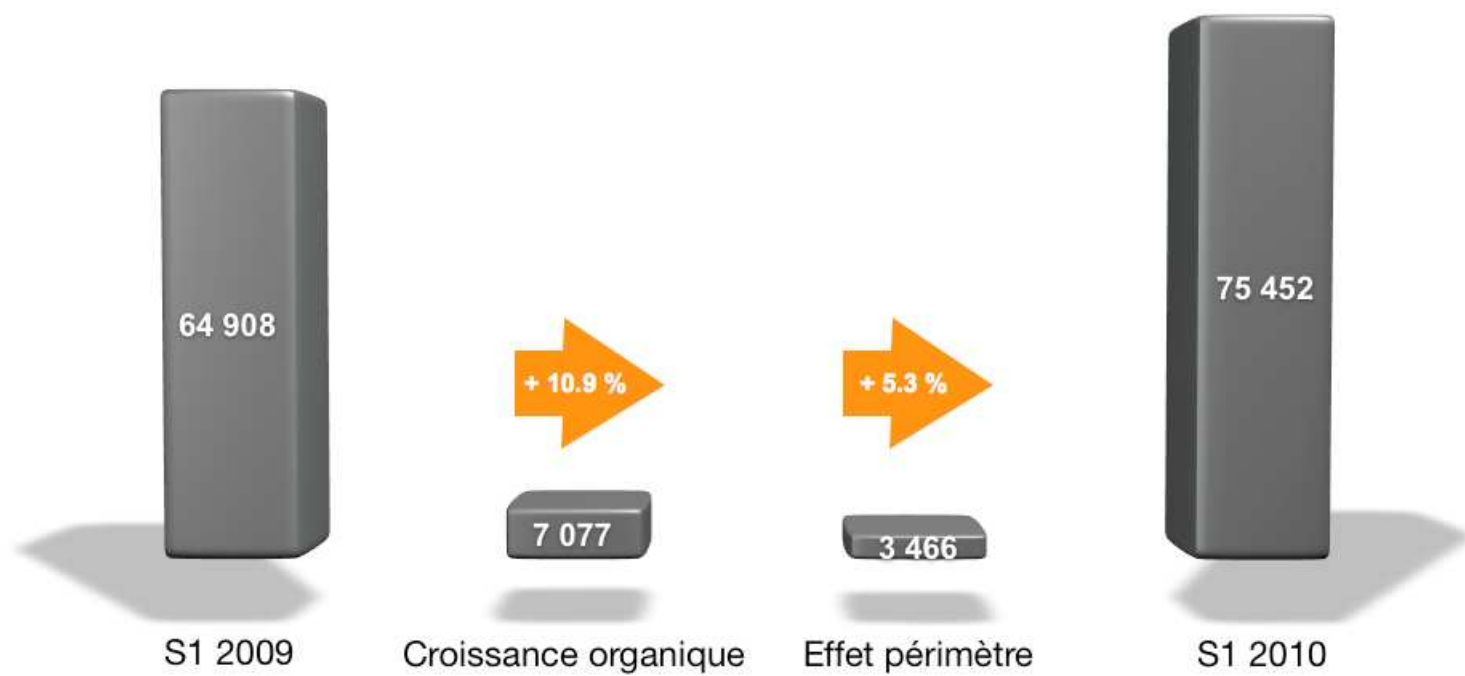 64 908
75 452
+ 10.9 %
+ 5.3 %
7 077
3 466
S1 2009
Croissance organique
Effet périmètre
S1 2010